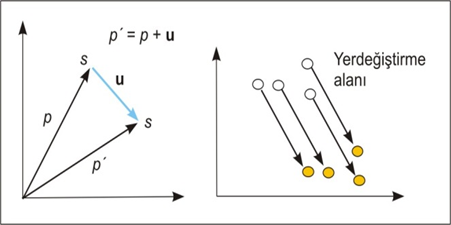 p´ = p + u
s
u
s
p
p´
Yerdeğiştirme
alanı